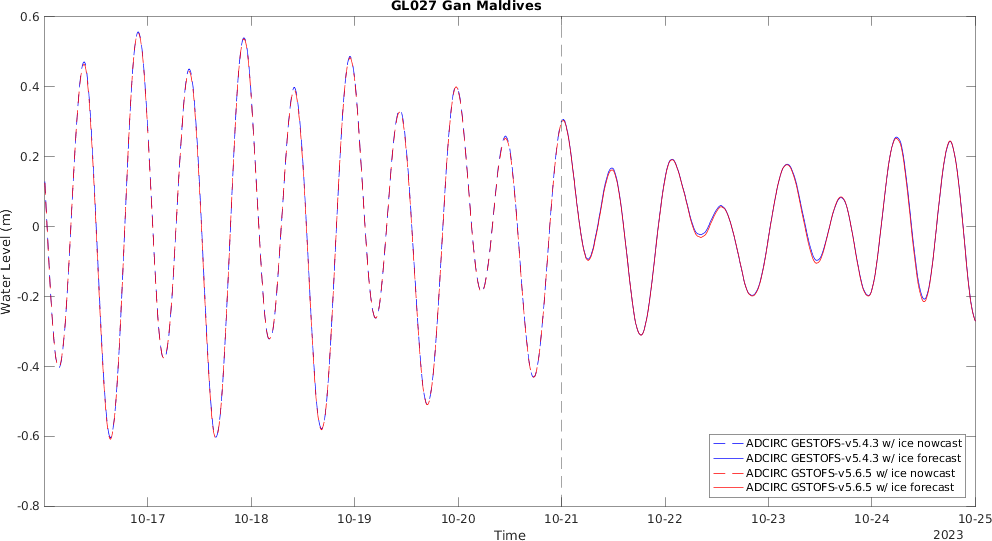 GL027 Gan Maldives
0.6
0.4
0.2
0
-0.2
-0.4
-0.6
-0.8
Water Level (m)
10-17 10-18 10-19 10-20 10-21 10-22 10-23 10-24 10-25
Time
2023
ADCIRC GESTOFS-v5.4.3 w/ ice nowcast
ADCIRC GESTOFS-v5.4.3 w/ ice forecast
ADCIRC GSTOFS-v5.6.5 w/ ice nowcast
ADCIRC GSTOFS-v5.6.5 w/ ice forecast